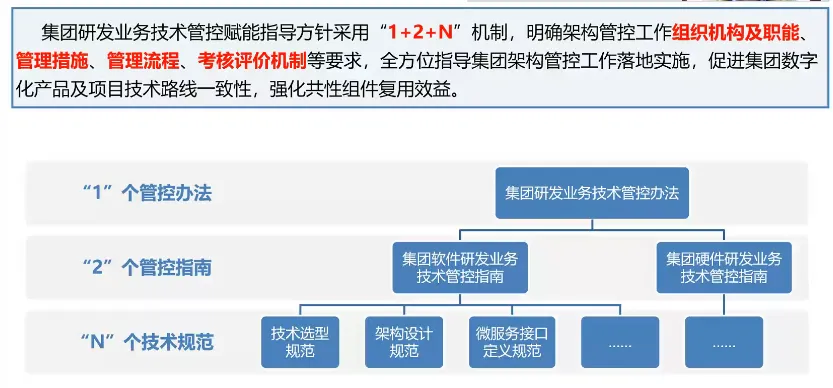 集团研发业务技术管控赋能指导方针采用“1+2+N”机制，明确架构管控工作组织机构及职能、
管理措施、管理流程、考核评价机制等要求，全方位指导集团架构管控工作落地实施，促进集团数字
化产品及项目技术路线一致性，强化共性组件复用效益。
“1”个管控办法
集团研发业务技术管控办法
“2”个管控指南
集团软件研发业务
技术管控指南
集团硬件研发业务
技术管控指南
“N”个技术规范
技术选型
规范
架构设计
规范
微服务接口
定义规范
……
……